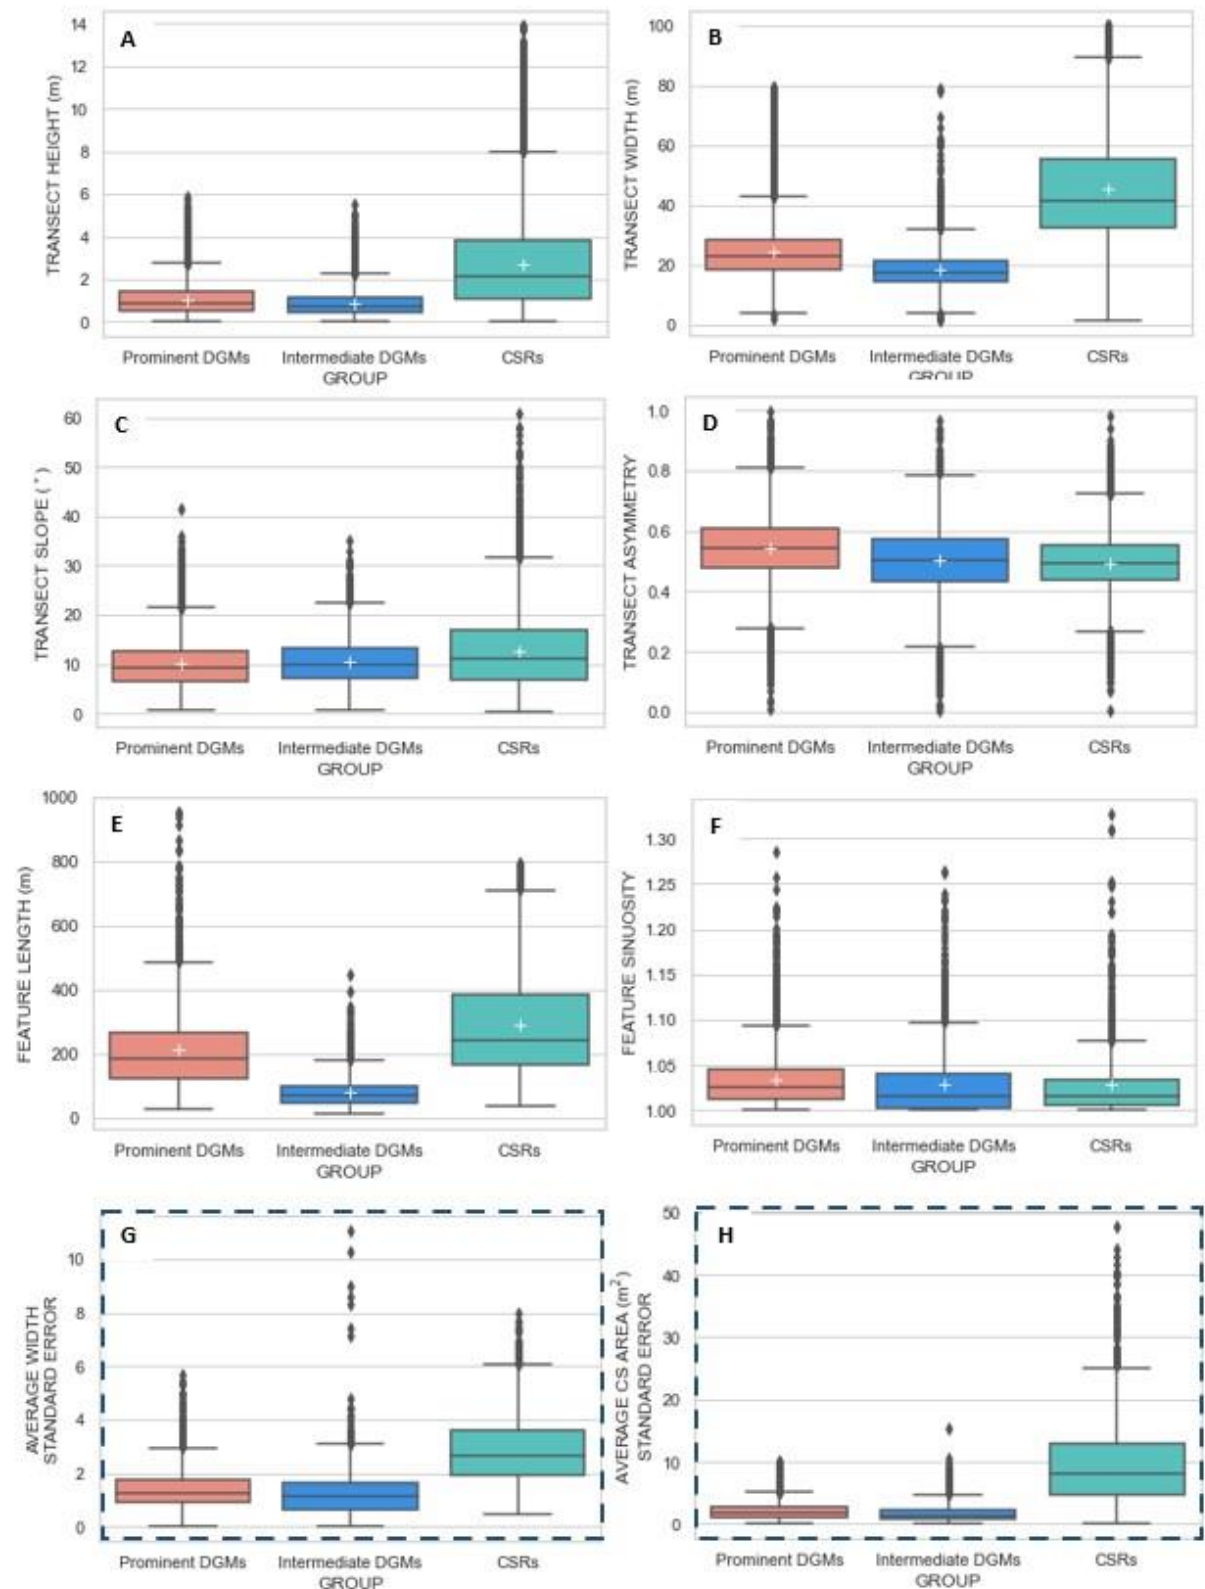 A
TRANSECT HEIGHT (m)
14
12
10
8
6
4
2
0
Prominent DGMs Intermediate DGMs CSRs
GROUP
B
TRANSECT WIDTH (m)
100
80
60
40
20
0
Prominent DGMs Intermediate DGMs CSRs
GROUP
C
TRANSECT SLOPE (°)
60
50
40
30
20
10
0
Prominent DGMs Intermediate DGMs CSRs
GROUP
D
TRANSECT ASYMMETRY
1.0
0.8
0.6
0.4
0.2
0.0
Prominent DGMs Intermediate DGMs CSRs
GROUP
E
FEATURE LENGTH (m)
1000
800
600
400
200
0
Prominent DGMs Intermediate DGMs CSRs
GROUP
F
FEATURE SINUOSITY
1.30
1.25
1.20
1.15
1.10
1.05
1.00
Prominent DGMs Intermediate DGMs CSRs
GROUP
G
AVERAGE WIDTH
STANDARD ERROR
10
8
6
4
2
0
Prominent DGMs Intermediate DGMs CSRs
GROUP
H
AVERAGE CS AREA (m²)
STANDARD ERROR
50
40
30
20
10
0
Prominent DGMs Intermediate DGMs CSRs
GROUP